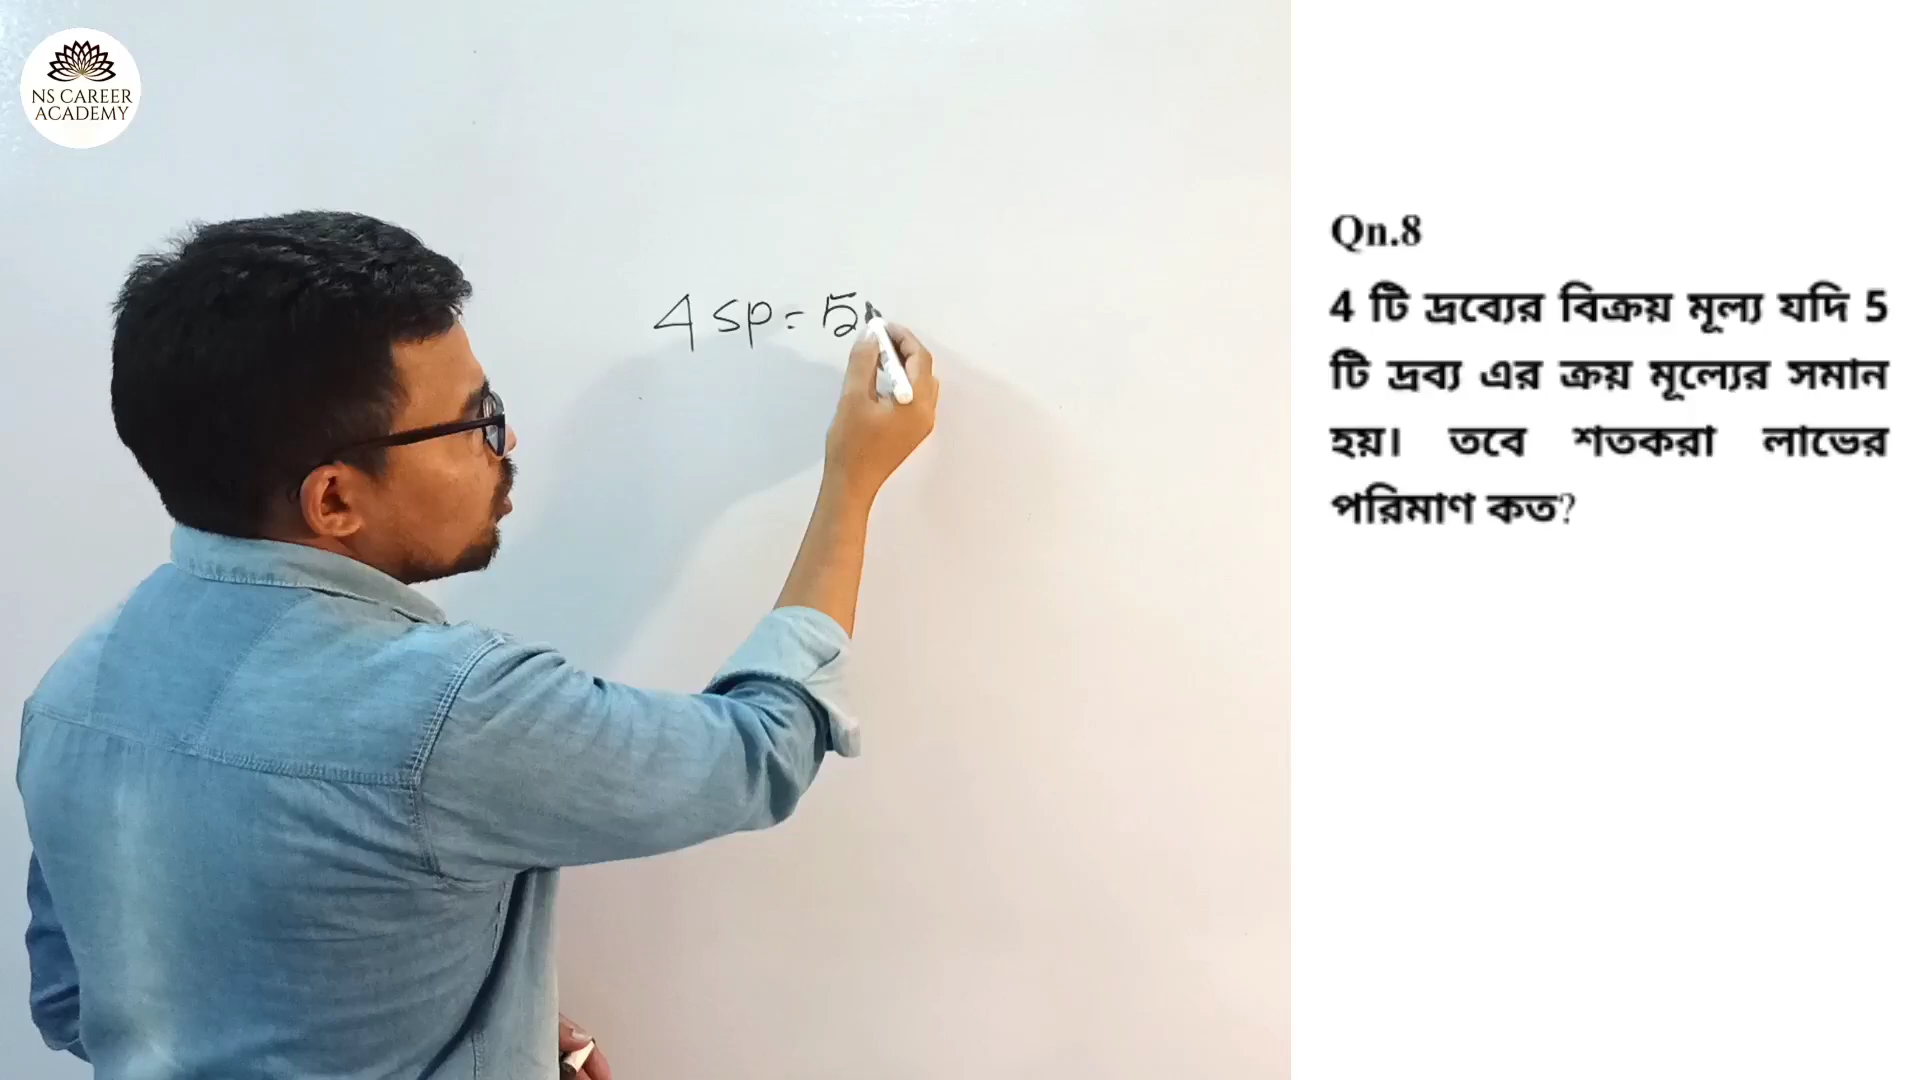 NS CAREER
ACADEMY
4 SP = 5
Qn.8
4 টি দ্রব্যের বিক্রয় মূল্য যদি 5
টি দ্রব্য এর ক্রয় মূল্যের সমান
হয়। তবে শতকরা লাভের
পরিমাণ কত?